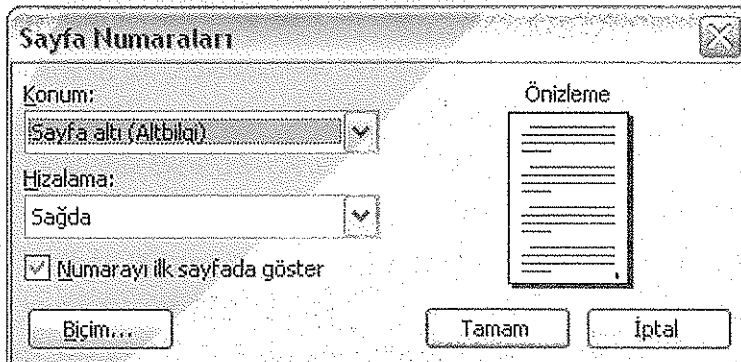 Sayfa Numaraları
Konum:
Sayfa altı (Altbilgi)
Hizalama:
Sağda
Numarayı ilk sayfada göster
Biçim...
Önizleme
Tamam
İptal